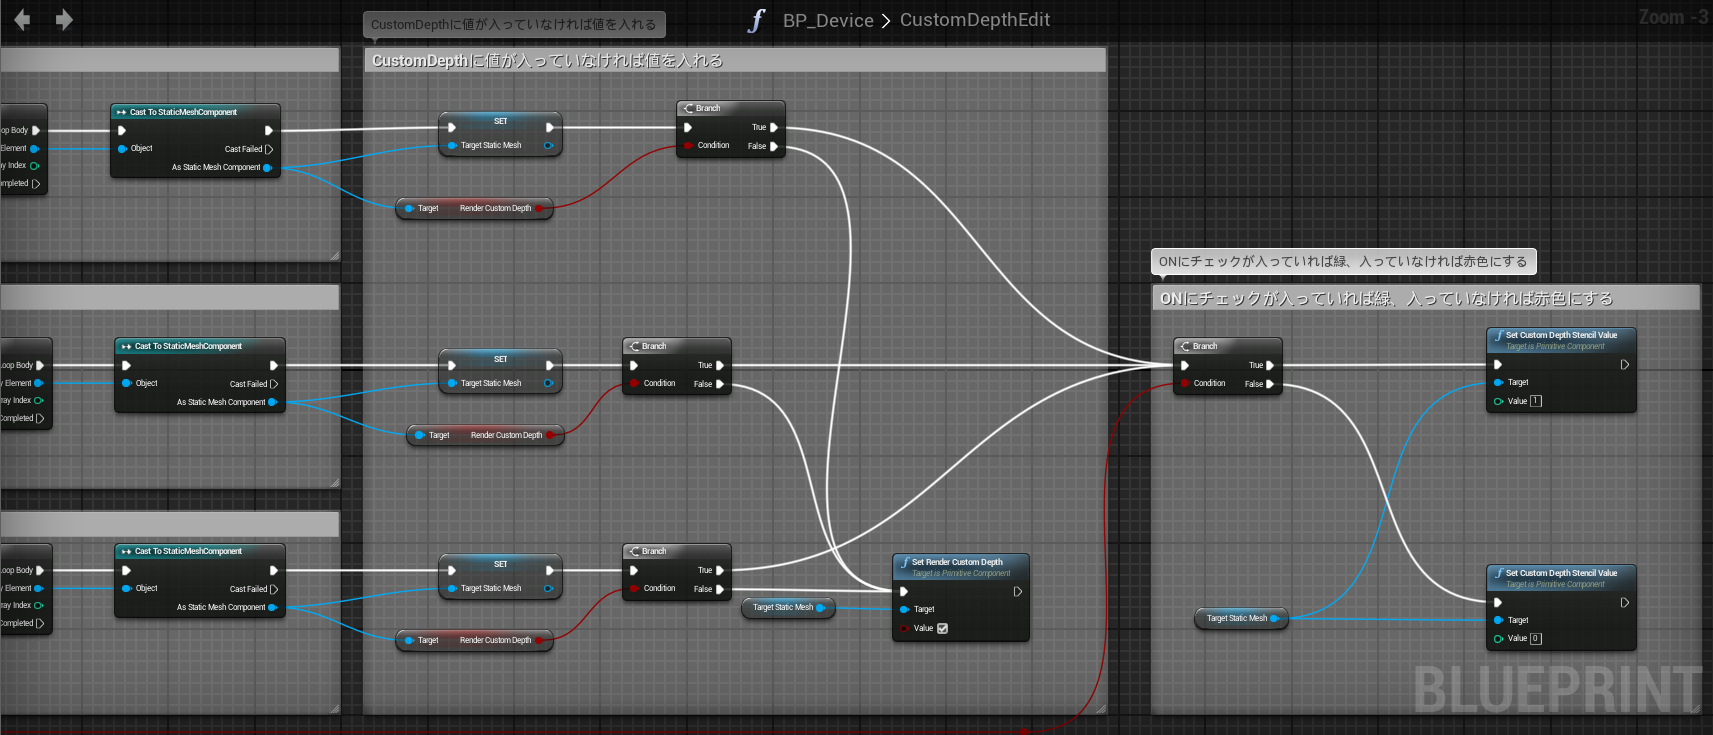 CustomDepthに値が入っていなければ値を入れる
BP_Device > CustomDepthEdit
Zoom -3
CustomDepthに値が入っていなければ値を入れる
Cast To StaticMeshComponent
Object
Cast Failed
As Static Mesh Component
oop Body
Element
ay Index
ompleted
SET
Target Static Mesh
Target Render Custom Depth
Branch
True
Condition False
ONにチェックが入っていれば緑、入っていなければ赤色にする
ONにチェックが入っていれば緑、入っていなければ赤色にする
oop Body
y Element
rray Index
Completed
Cast To StaticMeshComponent
Object
Cast Failed
As Static Mesh Component
SET
Target Static Mesh
Target Render Custom Depth
Branch
True
Condition False
Branch
True
Condition False
Set Custom Depth Stencil Value
Target is Primitive Component
Target
Value 1
oop Body
y Element
rray Index
Completed
Cast To StaticMeshComponent
Object
Cast Failed
As Static Mesh Component
SET
Target Static Mesh
Target Render Custom Depth
Branch
True
Condition False
Target Static Mesh
Set Render Custom Depth
Target is Primitive Component
Target
Value
Target Static Mesh
Set Custom Depth Stencil Value
Target is Primitive Component
Target
Value 0
BLUEPRINT